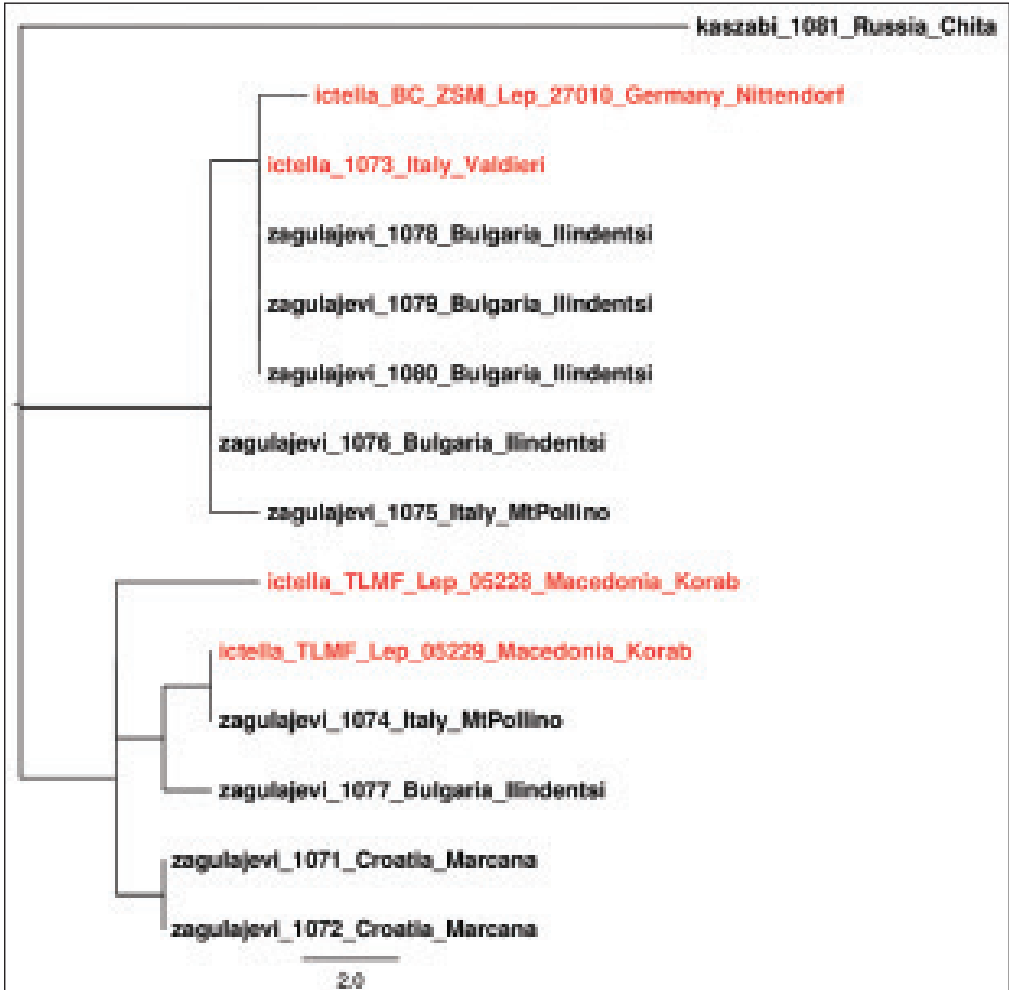 kaszabi_1081_Russia_Chita
ictella_BC_ZSM_Lep_27010_Germany_Nittendorf
ictella_1073_Italy_Valdieri
zagulajevi_1078_Bulgaria_Ilindentsi
zagulajevi_1079_Bulgaria_Ilindentsi
zagulajevi_1080_Bulgaria_Ilindentsi
zagulajevi_1076_Bulgaria_Ilindentsi
zagulajevi_1075_Italy_MtPollino
ictella_TLMF_Lep_05228_Macedonia_Korab
ictella_TLMF_Lep_05229_Macedonia_Korab
zagulajevi_1074_Italy_MtPollino
zagulajevi_1077_Bulgaria_Ilindentsi
zagulajevi_1071_Croatia_Marcana
zagulajevi_1072_Croatia_Marcana
2.0